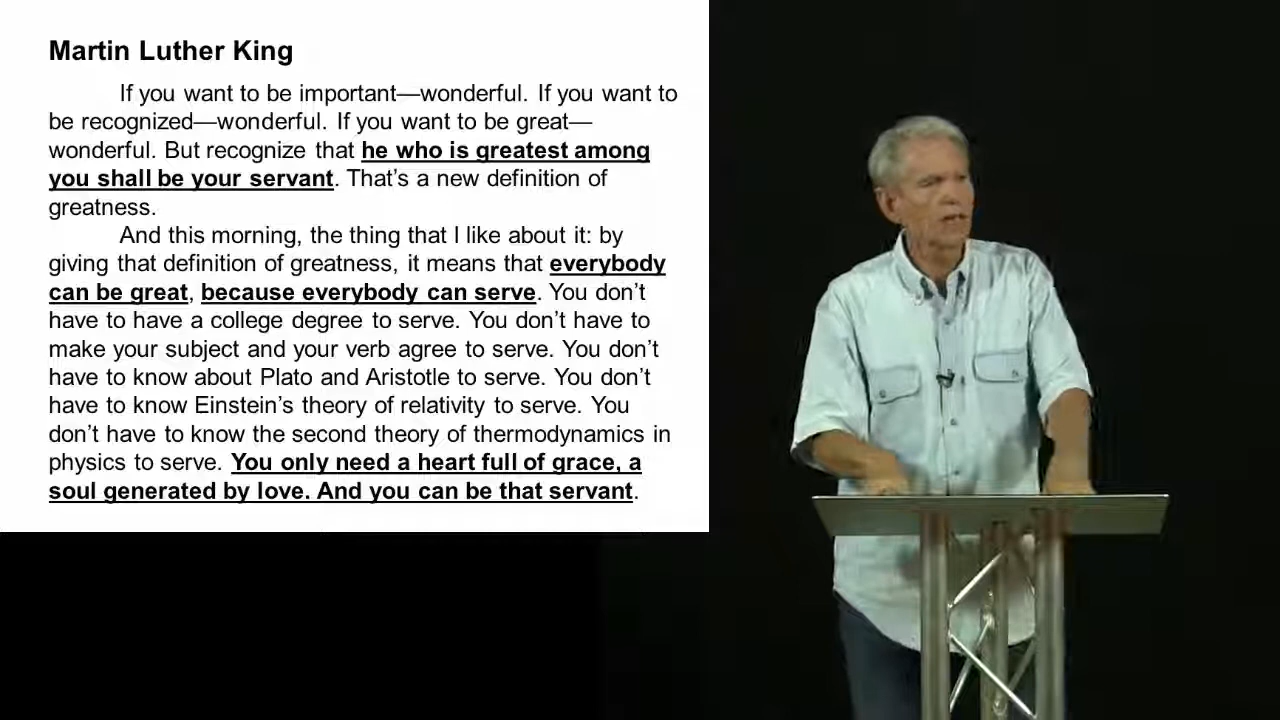 Martin Luther King
If you want to be important—wonderful. If you want to
be recognized—wonderful. If you want to be great—
wonderful. But recognize that he who is greatest among
you shall be your servant. That's a new definition of
greatness.
And this morning, the thing that I like about it: by
giving that definition of greatness, it means that everybody
can be great, because everybody can serve. You don't
have to have a college degree to serve. You don't have to
make your subject and your verb agree to serve. You don't
have to know about Plato and Aristotle to serve. You don't
have to know Einstein's theory of relativity to serve. You
don't have to know the second theory of thermodynamics in
physics to serve. You only need a heart full of grace, a
soul generated by love. And you can be that servant.